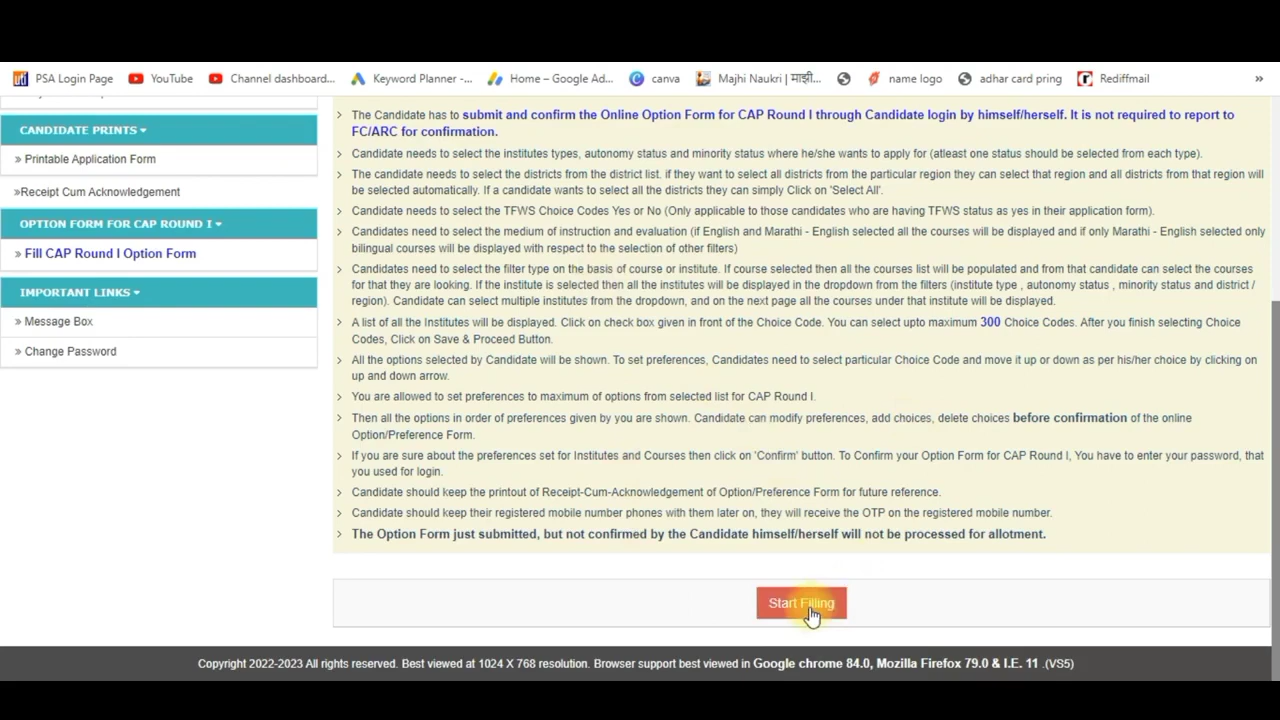 PSA Login Page YouTube Channel dashboard... Keyword Planner -... Home – Google Ad... canva Majhi Naukri | माझी... name logo adhar card pring Rediffmail »
CANDIDATE PRINTS
» Printable Application Form
»Receipt Cum Acknowledgement
OPTION FORM FOR CAP ROUND I
» Fill CAP Round I Option Form
IMPORTANT LINKS
» Message Box
» Change Password
The Candidate has to submit and confirm the Online Option Form for CAP Round I through Candidate login by himself/herself. It is not required to report to
FC/ARC for confirmation.
Candidate needs to select the institutes types, autonomy status and minority status where he/she wants to apply for (atleast one status should be selected from each type).
The candidate needs to select the districts from the district list. if they want to select all districts from the particular region they can select that region and all districts from that region will
be selected automatically. If a candidate wants to select all the districts they can simply Click on 'Select All'.
Candidate needs to select the TFWS Choice Codes Yes or No (Only applicable to those candidates who are having TFWS status as yes in their application form).
Candidates need to select the medium of instruction and evaluation (if English and Marathi - English selected all the courses will be displayed and if only Marathi - English selected only
bilingual courses will be displayed with respect to the selection of other filters)
Candidates need to select the filter type on the basis of course or institute. If course selected then all the courses list will be populated and from that candidate can select the courses
for that they are looking. If the institute is selected then all the institutes will be displayed in the dropdown from the filters (institute type , autonomy status , minority status and district /
region). Candidate can select multiple institutes from the dropdown, and on the next page all the courses under that institute will be displayed.
A list of all the Institutes will be displayed. Click on check box given in front of the Choice Code. You can select upto maximum 300 Choice Codes. After you finish selecting Choice
Codes, Click on Save & Proceed Button.
All the options selected by Candidate will be shown. To set preferences, Candidates need to select particular Choice Code and move it up or down as per his/her choice by clicking on
up and down arrow.
You are allowed to set preferences to maximum of options from selected list for CAP Round I.
Then all the options in order of preferences given by you are shown. Candidate can modify preferences, add choices, delete choices before confirmation of the online
Option/Preference Form.
If you are sure about the preferences set for Institutes and Courses then click on 'Confirm' button. To Confirm your Option Form for CAP Round I, You have to enter your password, that
you used for login.
Candidate should keep the printout of Receipt-Cum-Acknowledgement of Option/Preference Form for future reference.
Candidate should keep their registered mobile number phones with them later on, they will receive the OTP on the registered mobile number.
The Option Form just submitted, but not confirmed by the Candidate himself/herself will not be processed for allotment.
Start Filling
Copyright 2022-2023 All rights reserved. Best viewed at 1024 X 768 resolution. Browser support best viewed in Google chrome 84.0, Mozilla Firefox 79.0 & I.E. 11 .(VS5)